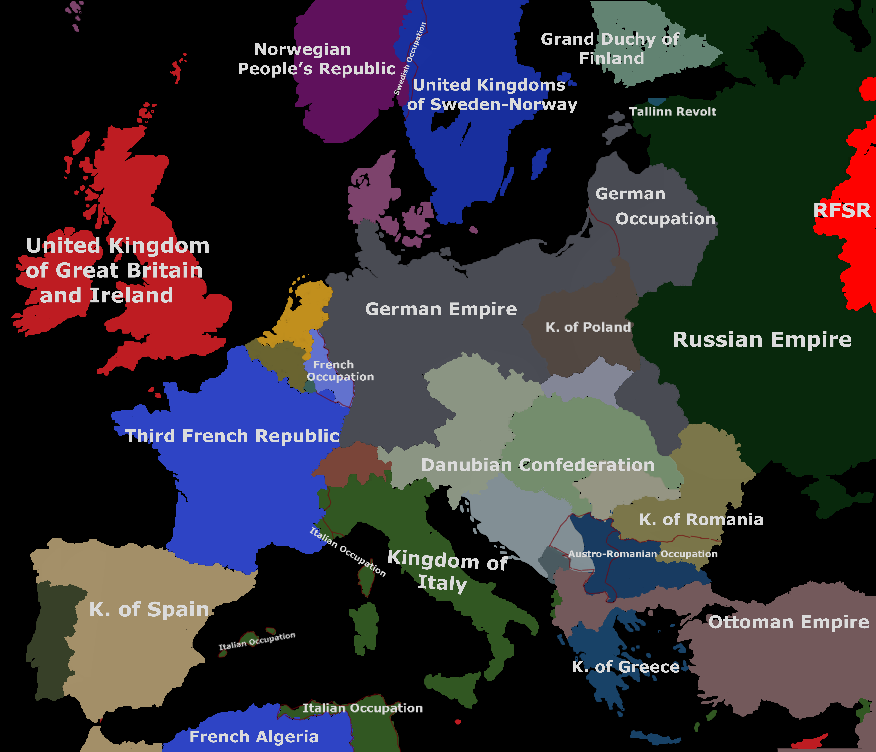 Norwegian
People's Republic
Swedish Occupation
United Kingdoms
of Sweden-Norway
Grand Duchy of
Finland
Tallinn Revolt
German
Occupation
RFSR
United Kingdom
of Great Britain
and Ireland
German Empire
K. of Poland
Russian Empire
French
Occupation
Third French Republic
Danubian Confederation
K. of Romania
Italian Occupation
Kingdom of
Italy
Austro-Romanian Occupation
K. of Spain
Italian Occupation
Ottoman Empire
K. of Greece
Italian Occupation
French Algeria